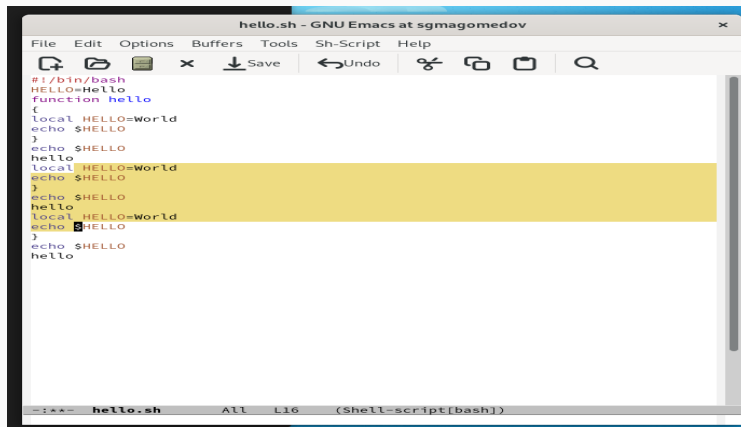 hello.sh - GNU Emacs at sgmagomedov ×
File Edit Options Buffers Tools Sh-Script Help
Save Undo
#!/bin/bash
HELLO=Hello
function hello
{
local HELLO=World
echo $HELLO
}
echo $HELLO
hello
local HELLO=World
echo $HELLO
}
echo $HELLO
hello
local HELLO=World
echo $HELLO
}
echo $HELLO
hello
-:**- hello.sh All L16 (Shell-script[bash])